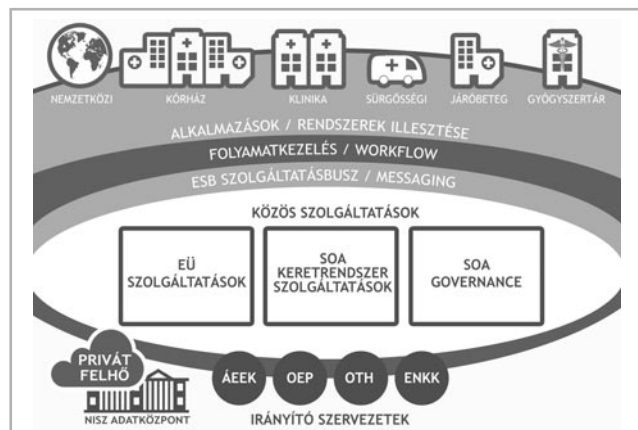 NEMZETKÖZI
KÓRHÁZ
KLINIKA
SÜRGŐSSÉGI
JÁRÓBETEG
GYÓGYSZERTÁR
ALKALMAZÁSOK / RENDSZEREK ILLESZTÉSE
FOLYAMATKEZELÉS / WORKFLOW
ESB SZOLGÁLTATÁSBUSZ / MESSAGING
KÖZÖS SZOLGÁLTATÁSOK
EÜ
SZOLGÁLTATÁSOK
SOA
KERETRENDSZER
SZOLGÁLTATÁSOK
SOA
GOVERNANCE
PRIVÁT
FELHŐ
NISZ ADATKÖZPONT
ÁEEK
OEP
OTH
ENKK
IRÁNYÍTÓ SZERVEZETEK